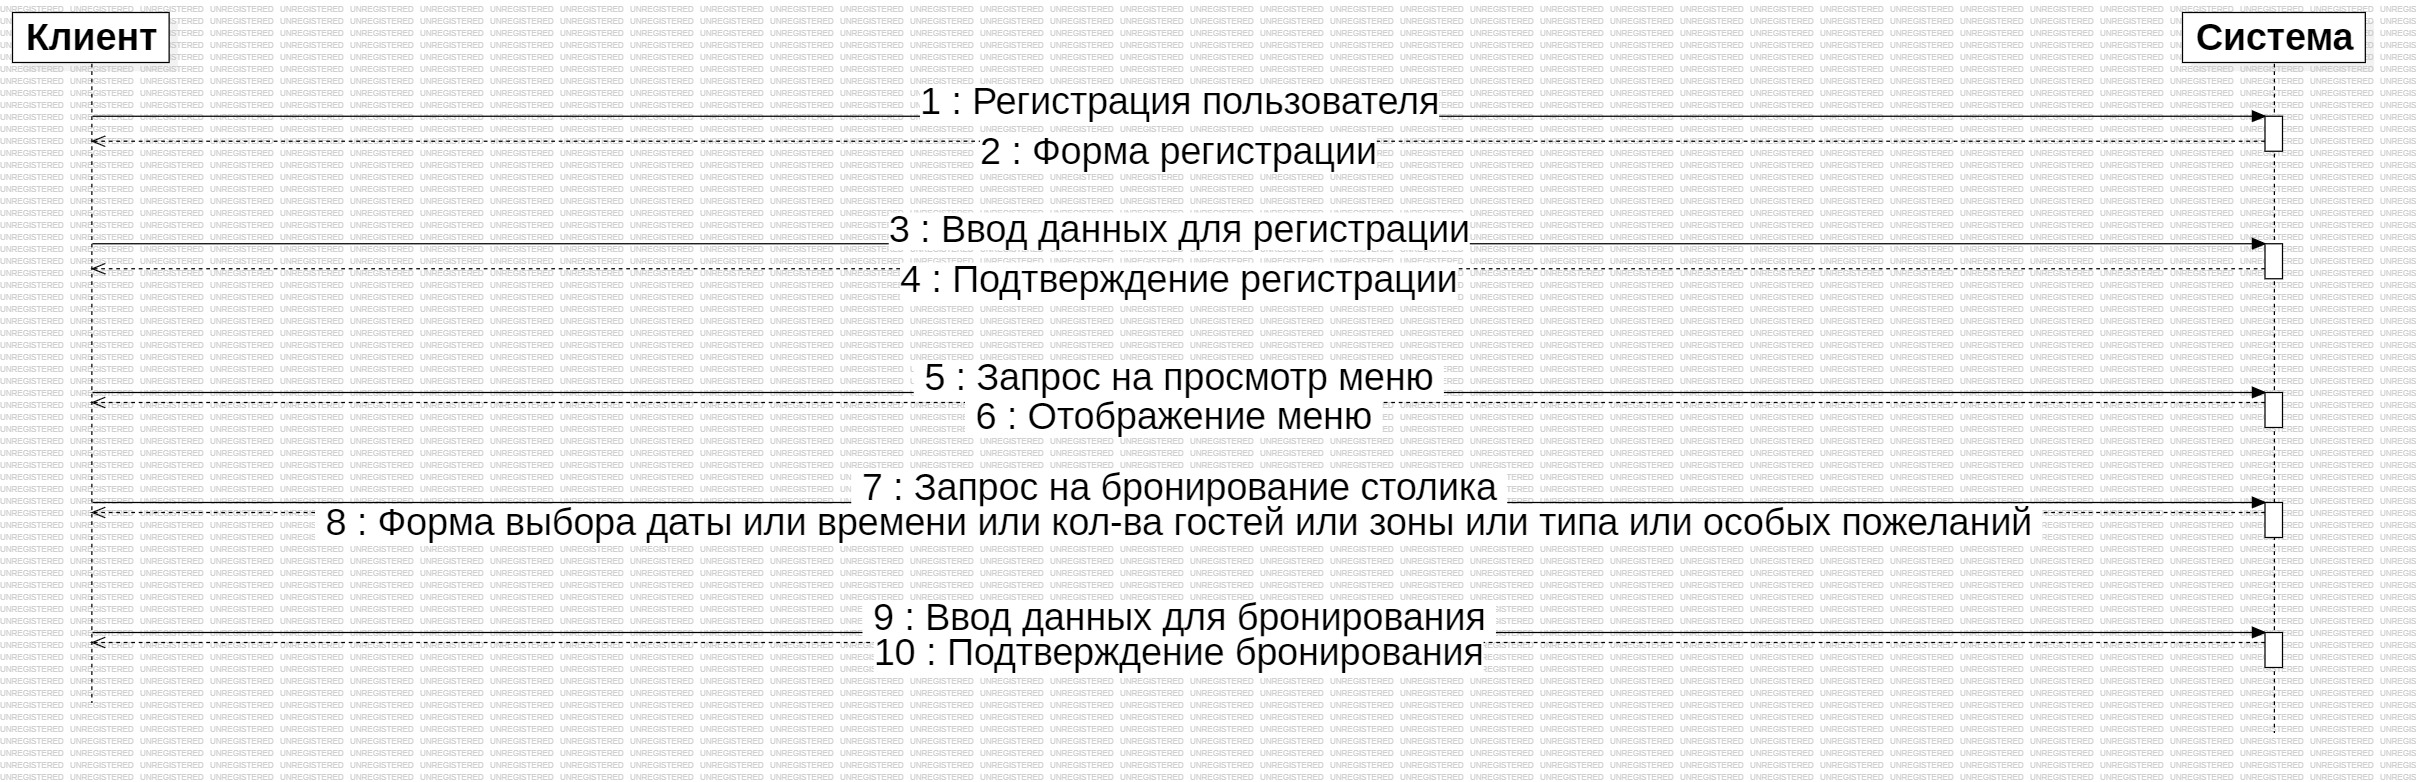 Клиент
Система
1 : Регистрация пользователя
2 : Форма регистрации
3 : Ввод данных для регистрации
4 : Подтверждение регистрации
5 : Запрос на просмотр меню
6 : Отображение меню
7 : Запрос на бронирование столика
8 : Форма выбора даты или времени или кол-ва гостей или зоны или типа или особых пожеланий
9 : Ввод данных для бронирования
10 : Подтверждение бронирования
UNREGISTERED